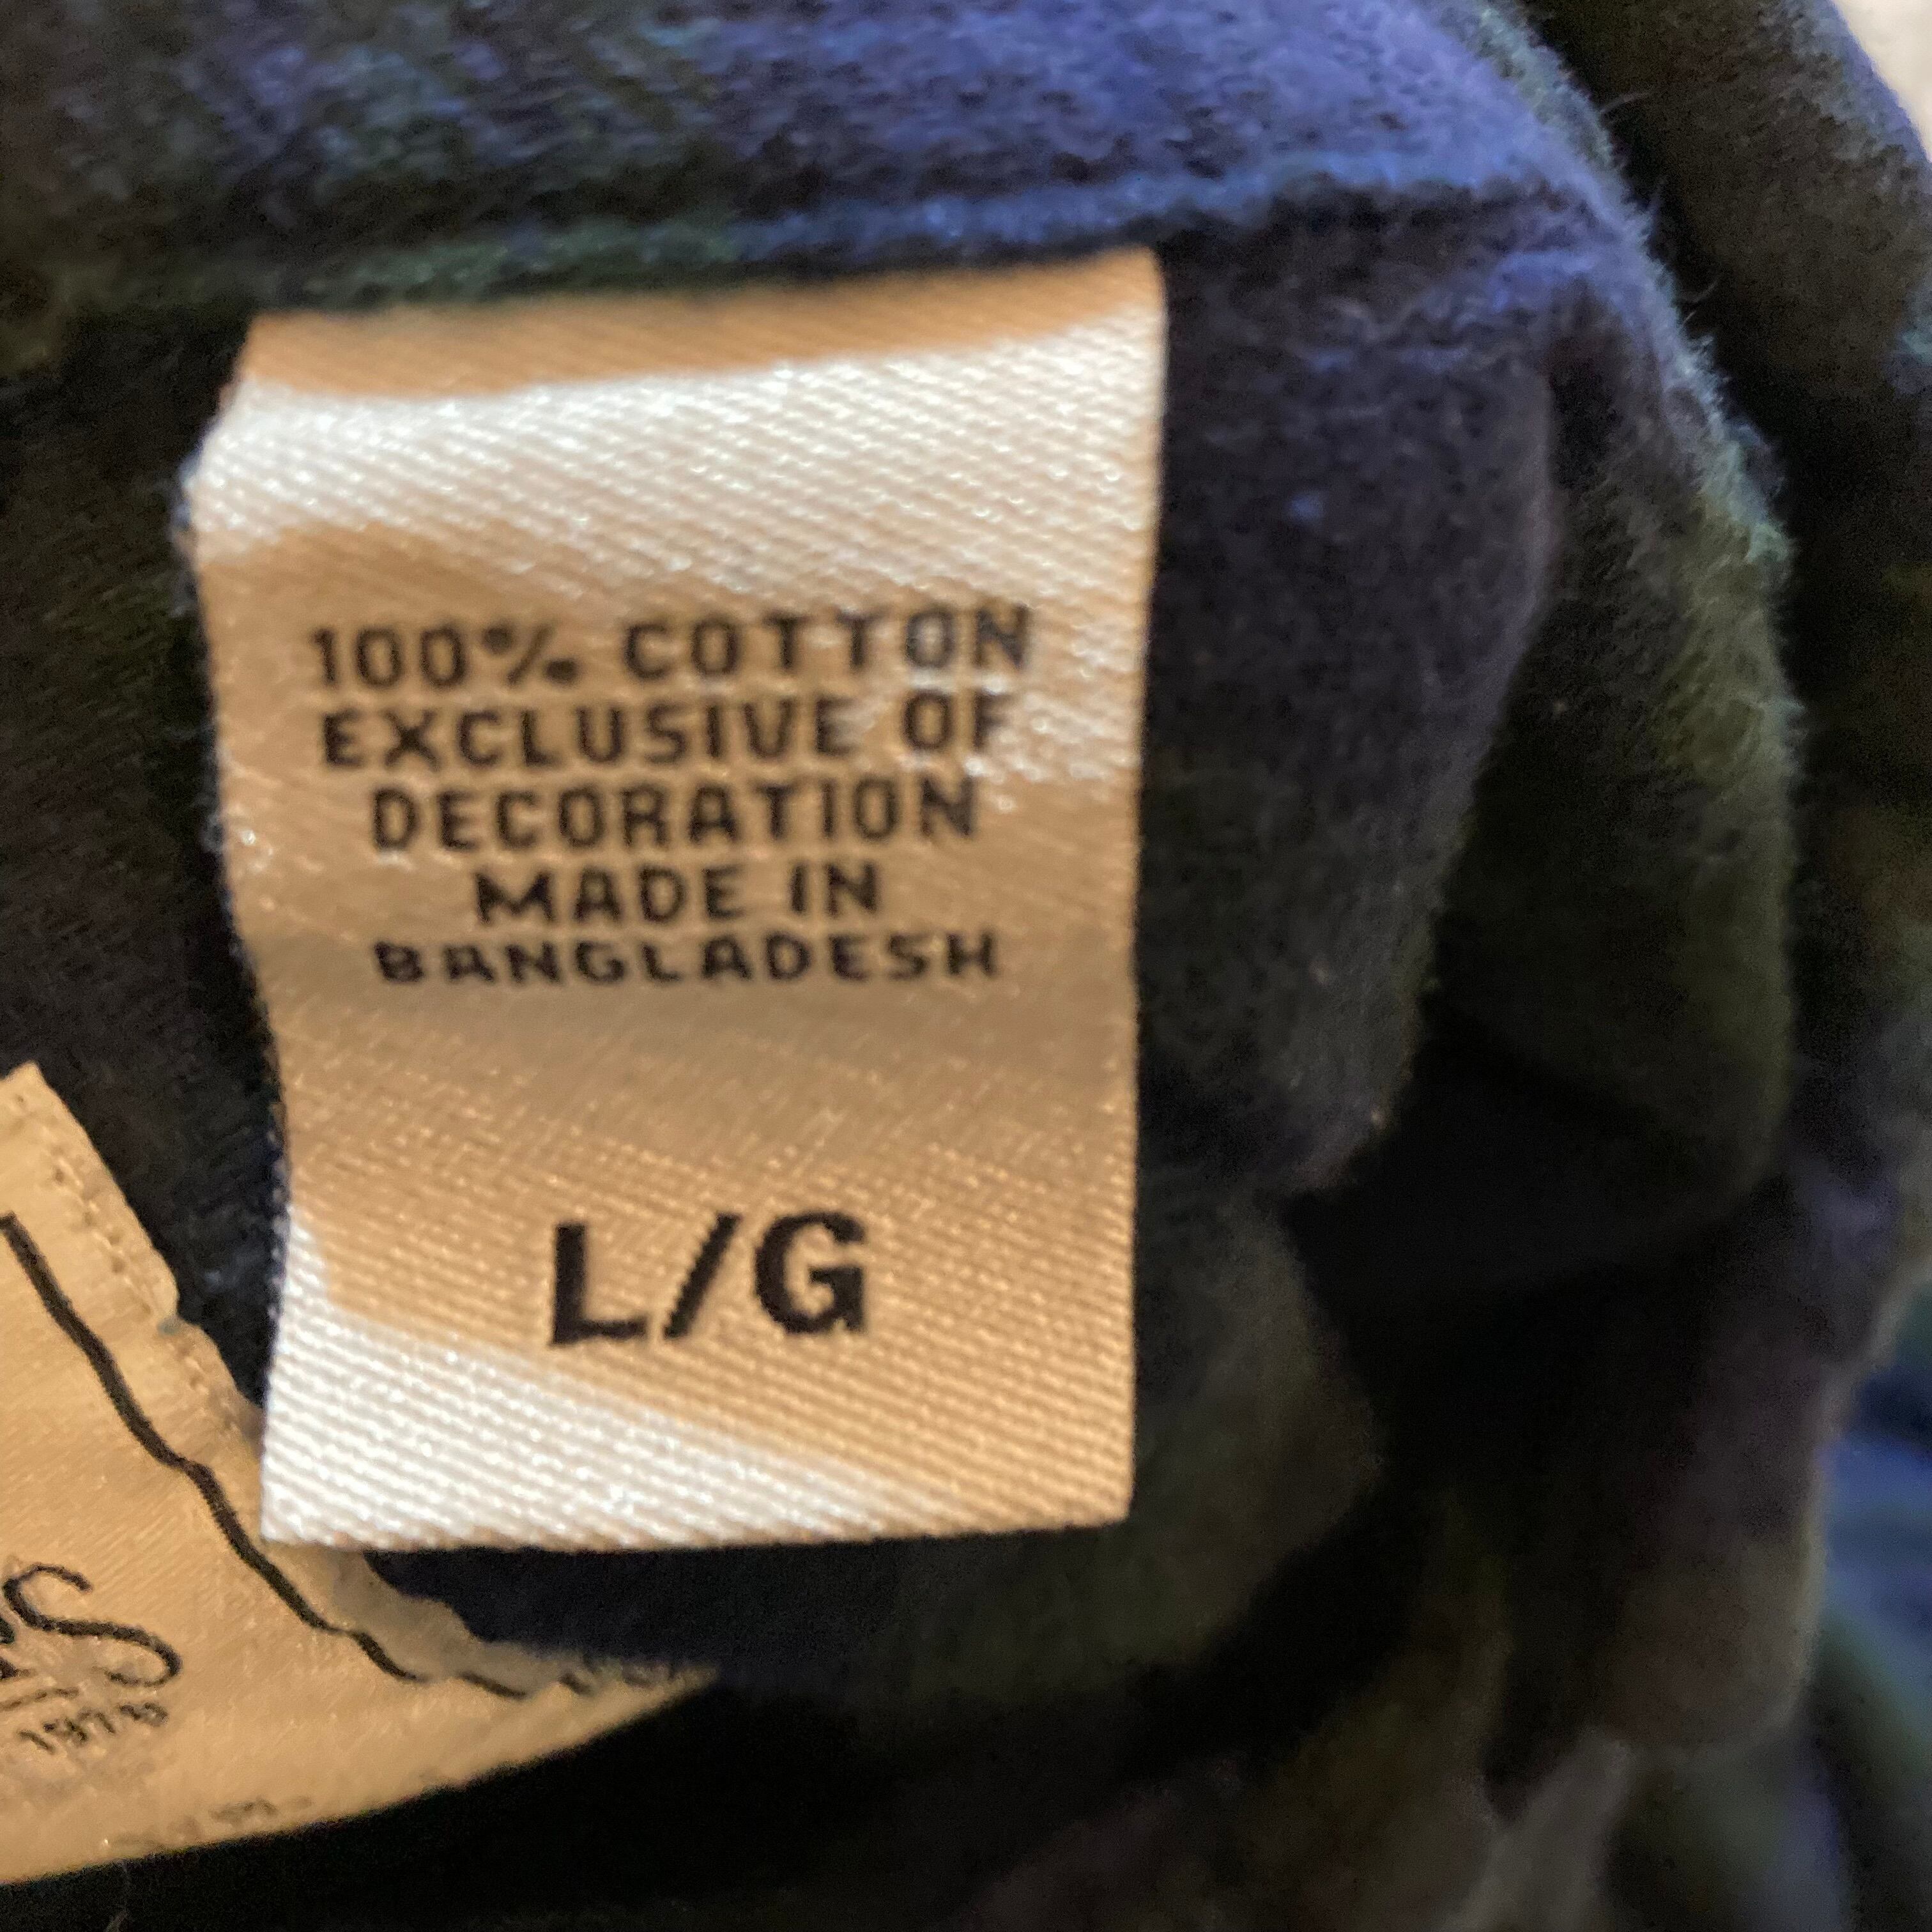 100% COTTON
EXCLUSIVE OF
DECORATION
MADE IN
BANGLADESH
L/G